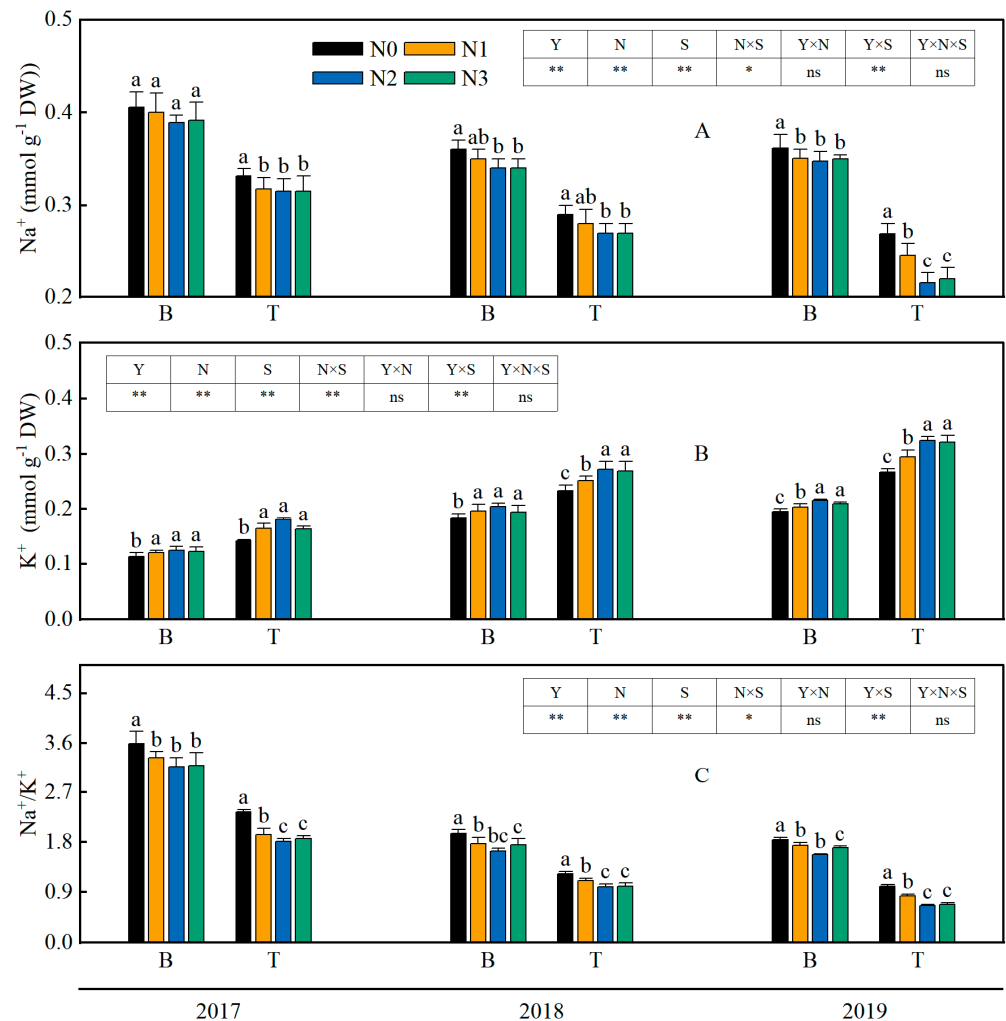 0.5
N0 N1
N2 N3
Y N S N×S Y×N Y×S Y×N×S
** ** ** * ns ** ns
a a a a
0.4
A
a ab b b
a b b b
a b b b
Na⁺ (mmol g⁻¹ DW))
0.3
a ab b b
a b c c
0.2
B T B T B T
0.5
Y N S N×S Y×N Y×S Y×N×S
** ** ** ** ns ** ns
0.4
B
K⁺ (mmol g⁻¹ DW)
0.3
c b a a
c b a a
0.2
b a a a
b a a a
c b a a
0.1
b a a a
0.0
B T B T B T
4.5
Y N S N×S Y×N Y×S Y×N×S
** ** ** * ns ** ns
a b b b
3.6
C
Na⁺/K⁺
2.7
a b c c
1.8
a b bc c
a b b c
0.9
a b c c
a b c c
0.0
B T B T B T
2017 2018 2019